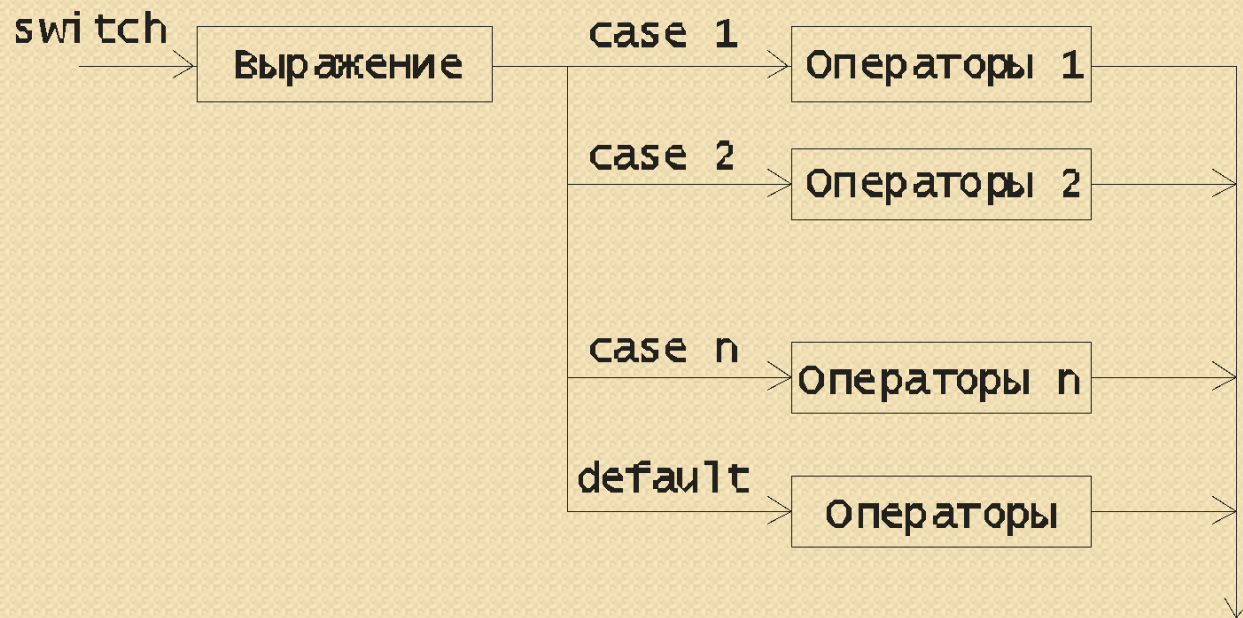 switch
Выражение
case 1
Операторы 1
case 2
Операторы 2
case n
Операторы n
default
Операторы